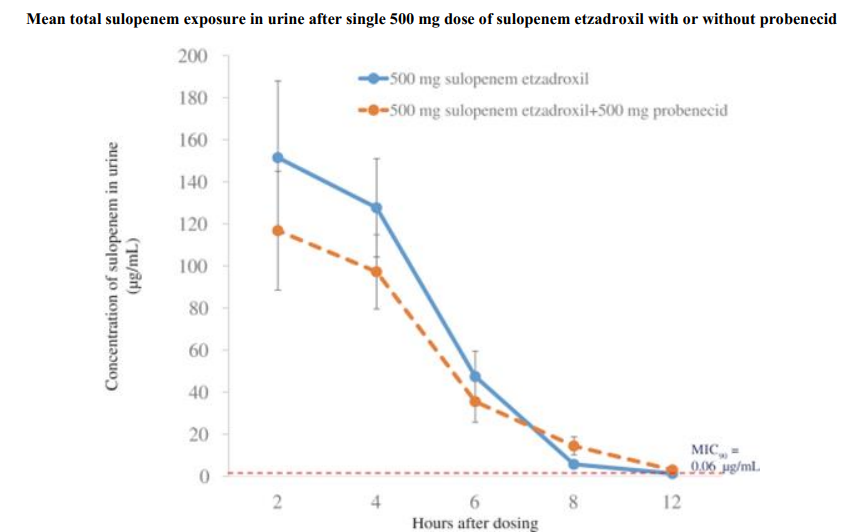 Mean total sulopenem exposure in urine after single 500 mg dose of sulopenem etzadroxil with or without probenecid
200
180
160
140
120
100
80
60
40
20
0
Concentration of sulopenem in urine
(µg/mL)
500 mg sulopenem etzadroxil
500 mg sulopenem etzadroxil+500 mg probenecid
MIC₉₀ =
0.06 µg/mL
2 4 6 8 12
Hours after dosing